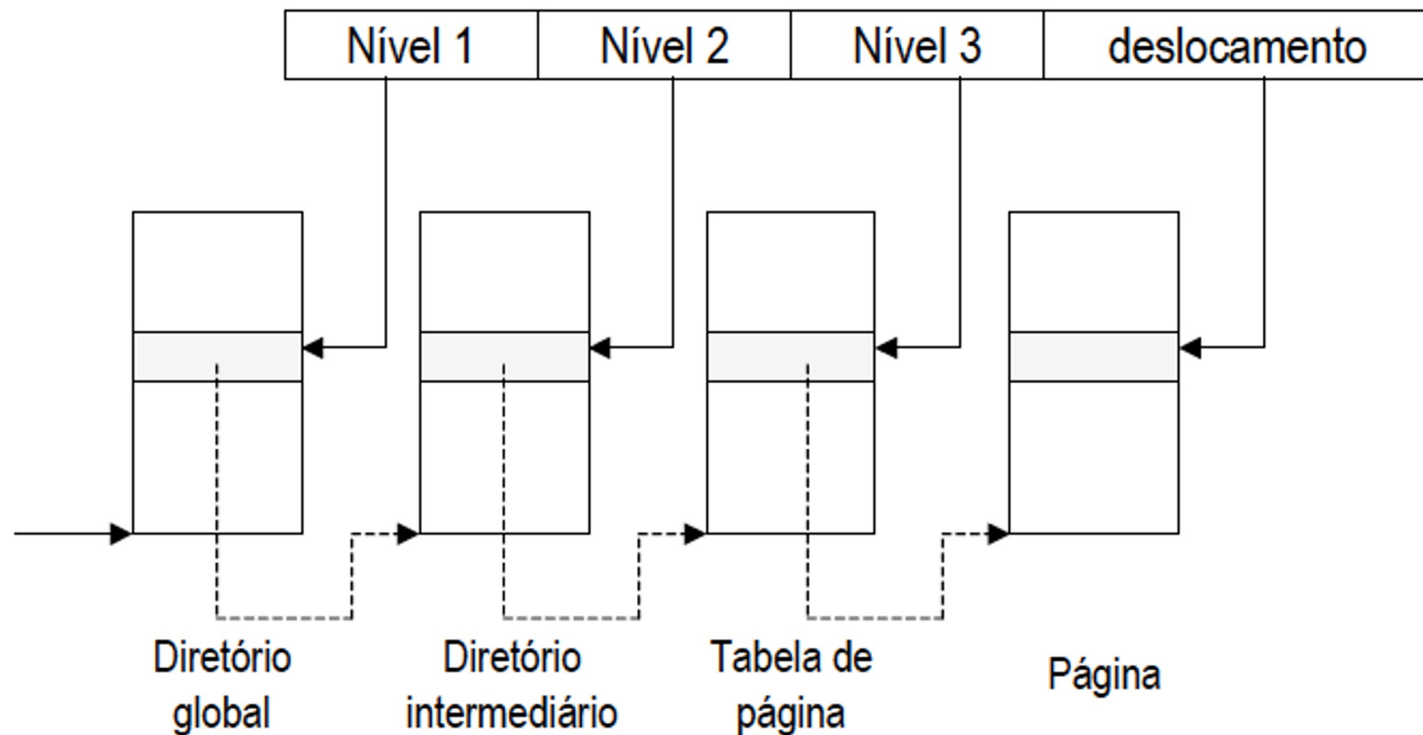 Nível 1 Nível 2 Nível 3 deslocamento
Diretório global
Diretório intermediário
Tabela de página
Página